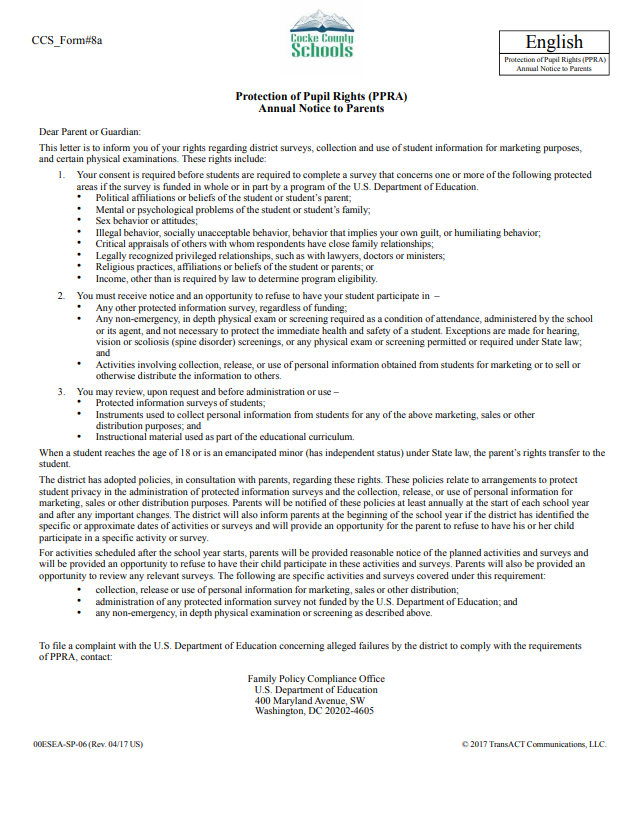 CCS_Form#8a
Cocke County
Schools
English
Protection of Pupil Rights (PPRA)
Annual Notice to Parents
Protection of Pupil Rights (PPRA)
Annual Notice to Parents
Dear Parent or Guardian:
This letter is to inform you of your rights regarding district surveys, collection and use of student information for marketing purposes,
and certain physical examinations. These rights include:
1. Your consent is required before students are required to complete a survey that concerns one or more of the following protected
areas if the survey is funded in whole or in part by a program of the U.S. Department of Education.
• Political affiliations or beliefs of the student or student's parent;
• Mental or psychological problems of the student or student's family;
• Sex behavior or attitudes;
• Illegal behavior, socially unacceptable behavior, behavior that implies your own guilt, or humiliating behavior;
• Critical appraisals of others with whom respondents have close family relationships;
• Legally recognized privileged relationships, such as with lawyers, doctors or ministers;
• Religious practices, affiliations or beliefs of the student or parents; or
• Income, other than is required by law to determine program eligibility.
2. You must receive notice and an opportunity to refuse to have your student participate in –
• Any other protected information survey, regardless of funding;
• Any non-emergency, in depth physical exam or screening required as a condition of attendance, administered by the school
or its agent, and not necessary to protect the immediate health and safety of a student. Exceptions are made for hearing,
vision or scoliosis (spine disorder) screenings, or any physical exam or screening permitted or required under State law;
and
• Activities involving collection, release, or use of personal information obtained from students for marketing or to sell or
otherwise distribute the information to others.
3. You may review, upon request and before administration or use –
• Protected information surveys of students;
• Instruments used to collect personal information from students for any of the above marketing, sales or other
distribution purposes; and
• Instructional material used as part of the educational curriculum.
When a student reaches the age of 18 or is an emancipated minor (has independent status) under State law, the parent's rights transfer to the
student.
The district has adopted policies, in consultation with parents, regarding these rights. These policies relate to arrangements to protect
student privacy in the administration of protected information surveys and the collection, release, or use of personal information for
marketing, sales or other distribution purposes. Parents will be notified of these policies at least annually at the start of each school year
and after any important changes. The district will also inform parents at the beginning of the school year if the district has identified the
specific or approximate dates of activities or surveys and will provide an opportunity for the parent to refuse to have his or her child
participate in a specific activity or survey.
For activities scheduled after the school year starts, parents will be provided reasonable notice of the planned activities and surveys and
will be provided an opportunity to refuse to have their child participate in these activities and surveys. Parents will also be provided an
opportunity to review any relevant surveys. The following are specific activities and surveys covered under this requirement:
• collection, release or use of personal information for marketing, sales or other distribution;
• administration of any protected information survey not funded by the U.S. Department of Education; and
• any non-emergency, in depth physical examination or screening as described above.
To file a complaint with the U.S. Department of Education concerning alleged failures by the district to comply with the requirements
of PPRA, contact:
Family Policy Compliance Office
U.S. Department of Education
400 Maryland Avenue, SW
Washington, DC 20202-4605
00ESEA-SP-06 (Rev. 04/17 US)
© 2017 TransACT Communications, LLC.